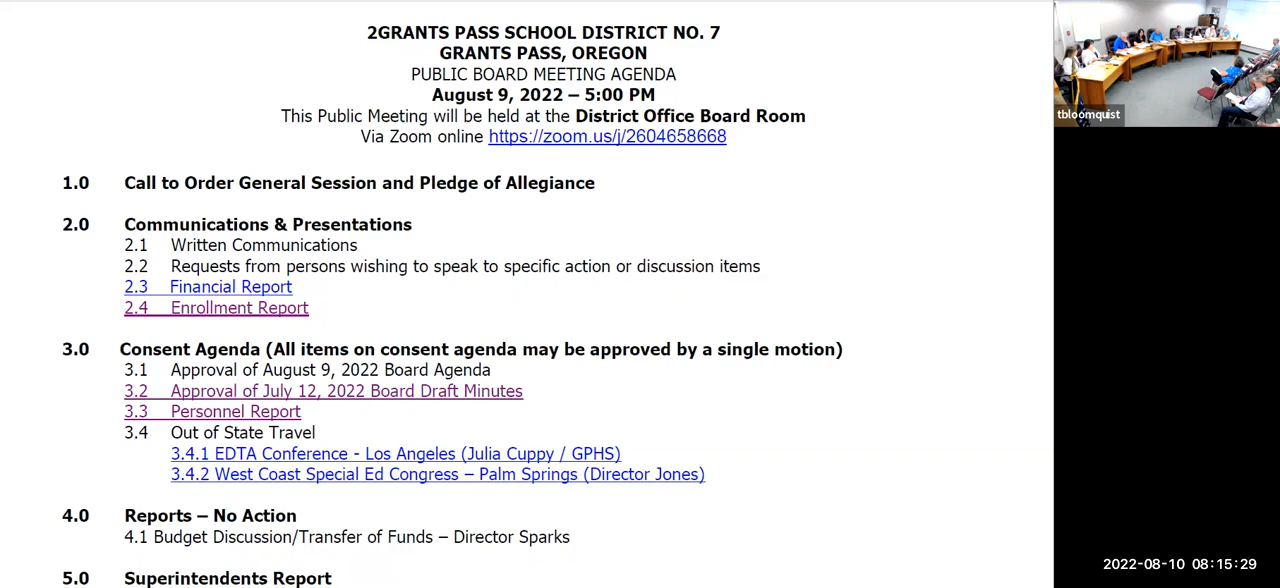 2GRANTS PASS SCHOOL DISTRICT NO. 7
GRANTS PASS, OREGON
PUBLIC BOARD MEETING AGENDA
August 9, 2022 – 5:00 PM
This Public Meeting will be held at the District Office Board Room
Via Zoom online https://zoom.us/j/2604658668
1.0 Call to Order General Session and Pledge of Allegiance
2.0 Communications & Presentations
2.1 Written Communications
2.2 Requests from persons wishing to speak to specific action or discussion items
2.3 Financial Report
2.4 Enrollment Report
3.0 Consent Agenda (All items on consent agenda may be approved by a single motion)
3.1 Approval of August 9, 2022 Board Agenda
3.2 Approval of July 12, 2022 Board Draft Minutes
3.3 Personnel Report
3.4 Out of State Travel
3.4.1 EDTA Conference - Los Angeles (Julia Cuppy / GPHS)
3.4.2 West Coast Special Ed Congress – Palm Springs (Director Jones)
4.0 Reports – No Action
4.1 Budget Discussion/Transfer of Funds – Director Sparks
5.0 Superintendents Report
tbloomquist
2022-08-10 08:15:29